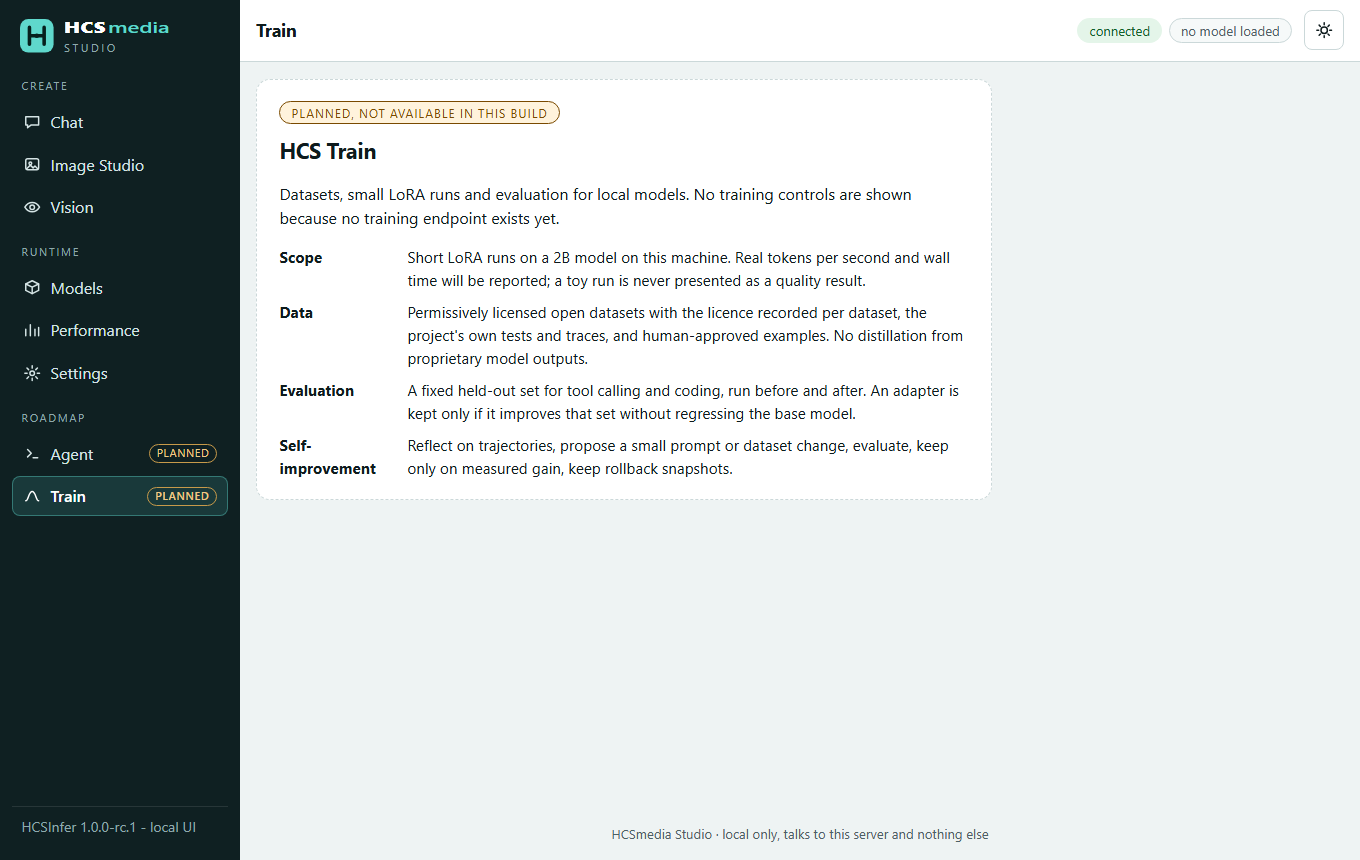 HCSmedia
STUDIO
CREATE
Chat
Image Studio
Vision
RUNTIME
Models
Performance
Settings
ROADMAP
Agent PLANNED
Train PLANNED
HCSInfer 1.0.0-rc.1 - local UI
Train
connected
no model loaded
PLANNED, NOT AVAILABLE IN THIS BUILD
HCS Train
Datasets, small LoRA runs and evaluation for local models. No training controls are shown
because no training endpoint exists yet.
Scope
Short LoRA runs on a 2B model on this machine. Real tokens per second and wall
time will be reported; a toy run is never presented as a quality result.
Data
Permissively licensed open datasets with the licence recorded per dataset, the
project's own tests and traces, and human-approved examples. No distillation from
proprietary model outputs.
Evaluation
A fixed held-out set for tool calling and coding, run before and after. An adapter is
kept only if it improves that set without regressing the base model.
Self-
improvement
Reflect on trajectories, propose a small prompt or dataset change, evaluate, keep
only on measured gain, keep rollback snapshots.
HCSmedia Studio · local only, talks to this server and nothing else